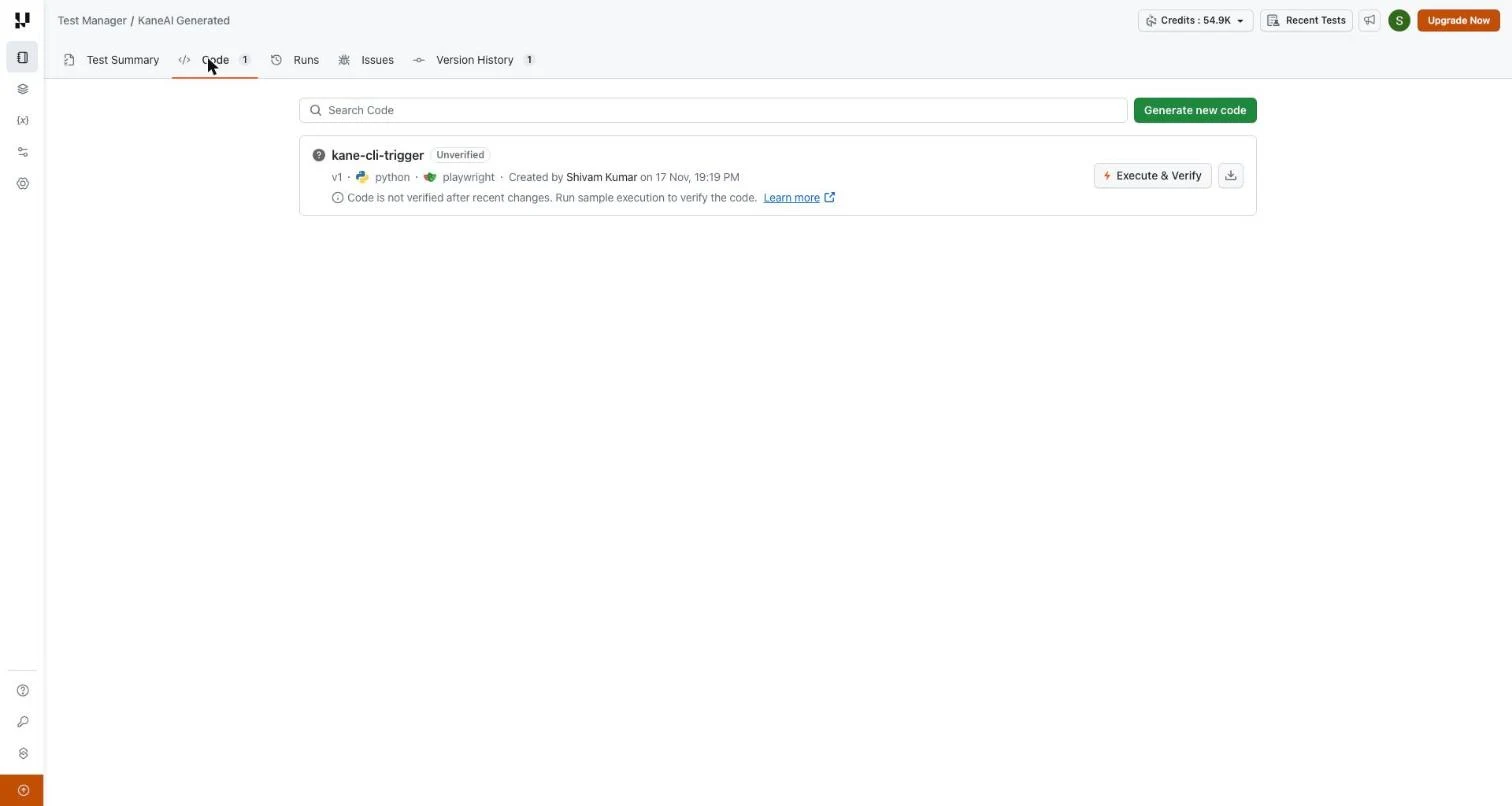 Test Manager / KaneAI Generated
Credits : 54.9K
Recent Tests
S
Upgrade Now
Test Summary
</> Code 1
Runs
Issues
Version History 1
{x}
Search Code
Generate new code
kane-cli-trigger Unverified
v1 · python · playwright · Created by Shivam Kumar on 17 Nov, 19:19 PM
Code is not verified after recent changes. Run sample execution to verify the code. Learn more
Execute & Verify